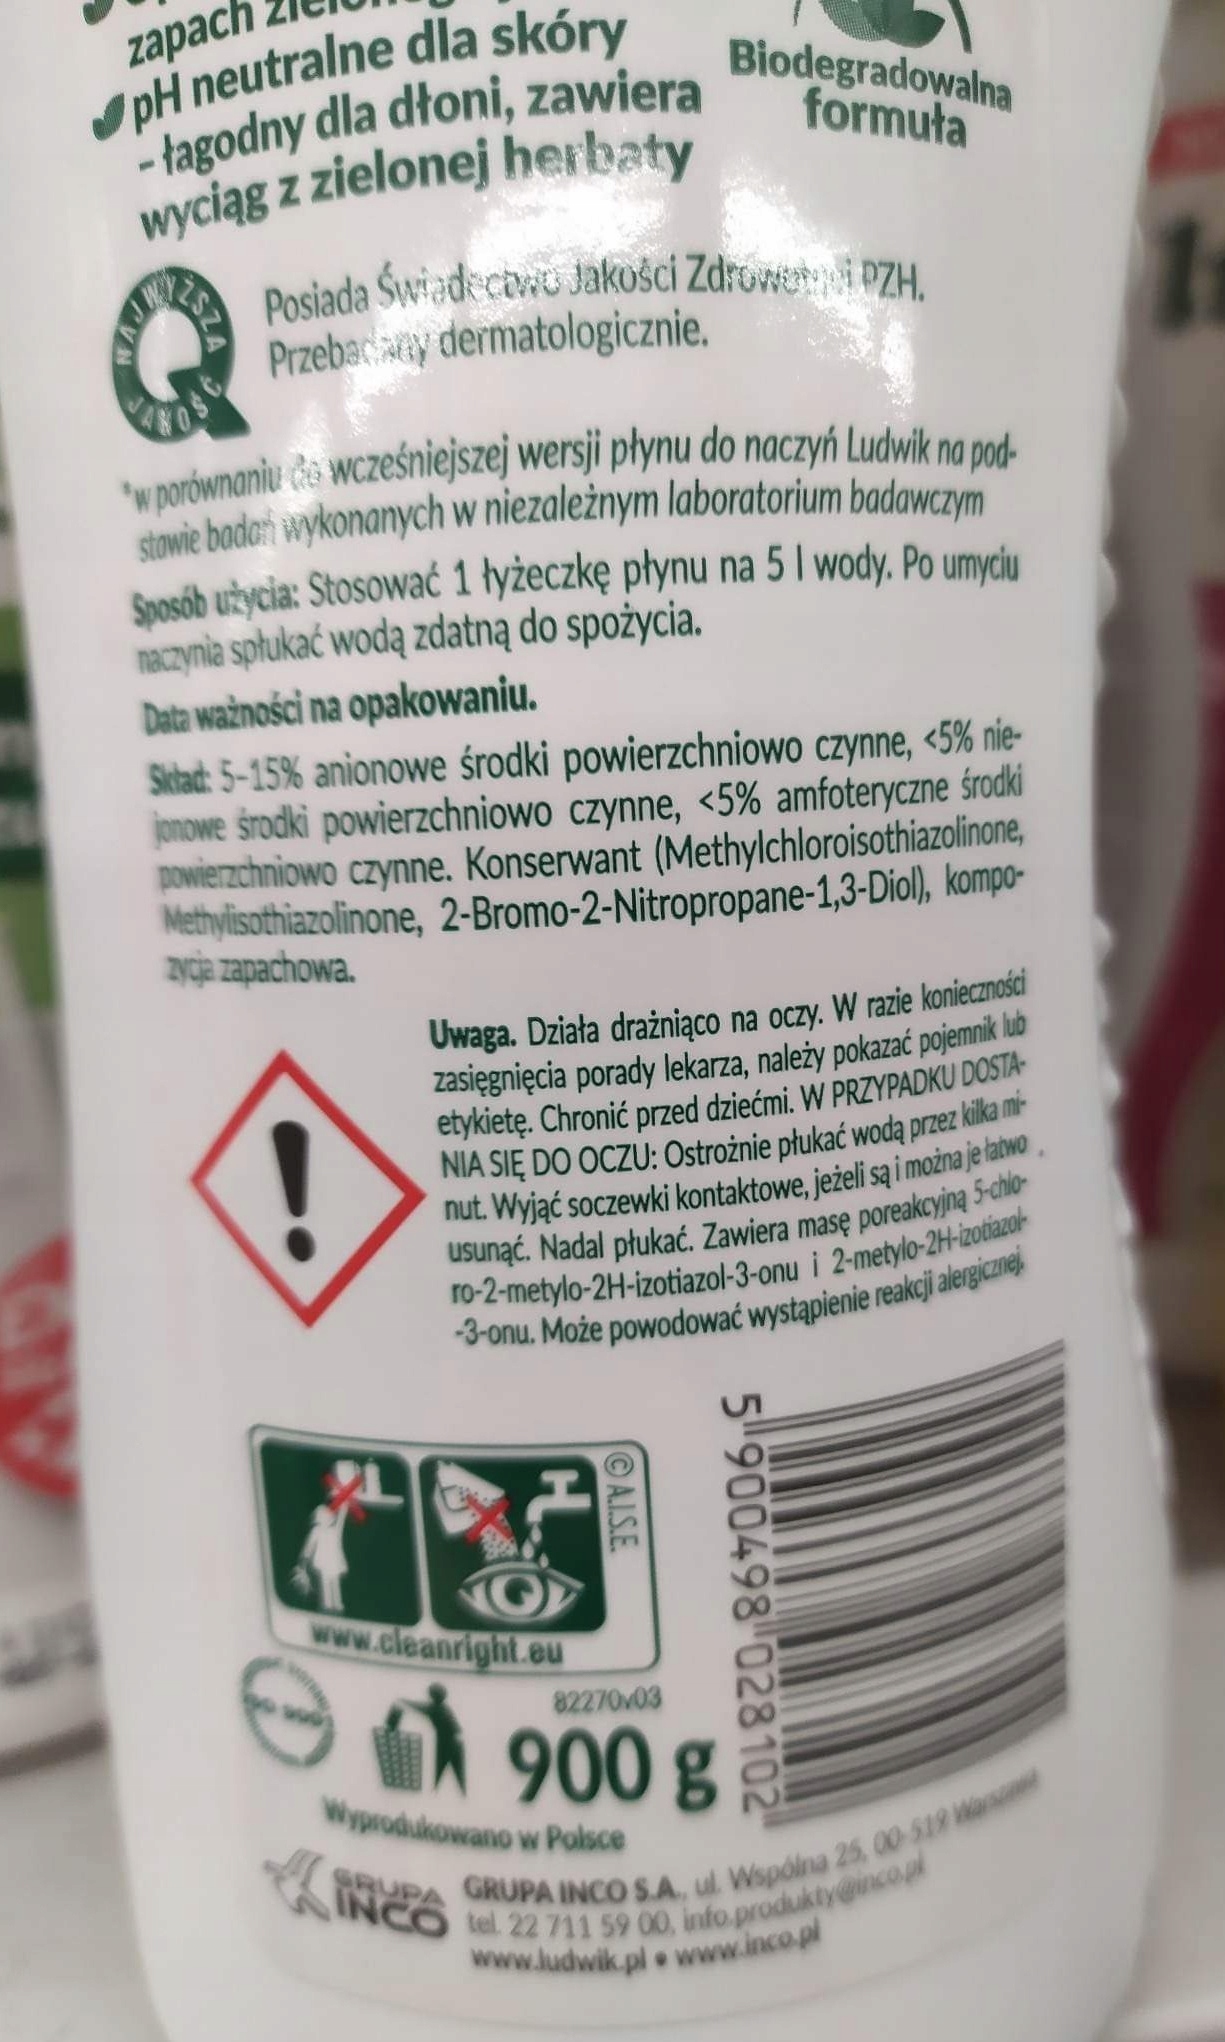 zapach
pH neutralne dla skóry
- łagodny dla dłoni, zawiera
wyciąg z zielonej herbaty
Biodegradowalna
formuła
NAJWYŻSZA
JAKOŚĆ
Posiada Świadectwo Jakości Zdrowotnej PZH.
Przebadany dermatologicznie.
*w porównaniu do wcześniejszej wersji płynu do naczyń Ludwik na pod-
stawie badań wykonanych w niezależnym laboratorium badawczym
Sposób użycia: Stosować 1 łyżeczkę płynu na 5 l wody. Po umyciu
naczynia spłukać wodą zdatną do spożycia.
Data ważności na opakowaniu.
Skład: 5-15% anionowe środki powierzchniowo czynne, <5% nie-
jonowe środki powierzchniowo czynne, <5% amfoteryczne środki
powierzchniowo czynne. Konserwant (Methylchloroisothiazolinone,
Methylisothiazolinone, 2-Bromo-2-Nitropropane-1,3-Diol), kompo-
zycja zapachowa.
Uwaga. Działa drażniąco na oczy. W razie konieczności
zasięgnięcia porady lekarza, należy pokazać pojemnik lub
etykietę. Chronić przed dziećmi. W PRZYPADKU DOSTA-
NIA SIĘ DO OCZU: Ostrożnie płukać wodą przez kilka mi-
nut. Wyjąć soczewki kontaktowe, jeżeli są i można je łatwo
usunąć. Nadal płukać. Zawiera masę poreakcyjną 5-chlo-
ro-2-metylo-2H-izotiazol-3-onu i 2-metylo-2H-izotiazol-
-3-onu. Może powodować wystąpienie reakcji alergicznej.
© A.I.S.E.
www.cleanright.eu
82270v03
900 g
5 900498 028102
Wyprodukowano w Polsce
GRUPA
INCO
GRUPA INCO S.A., ul. Wspólna 25, 00-519 Warszawa
tel. 22 711 59 00, info.produkty@inco.pl
www.ludwik.pl • www.inco.pl